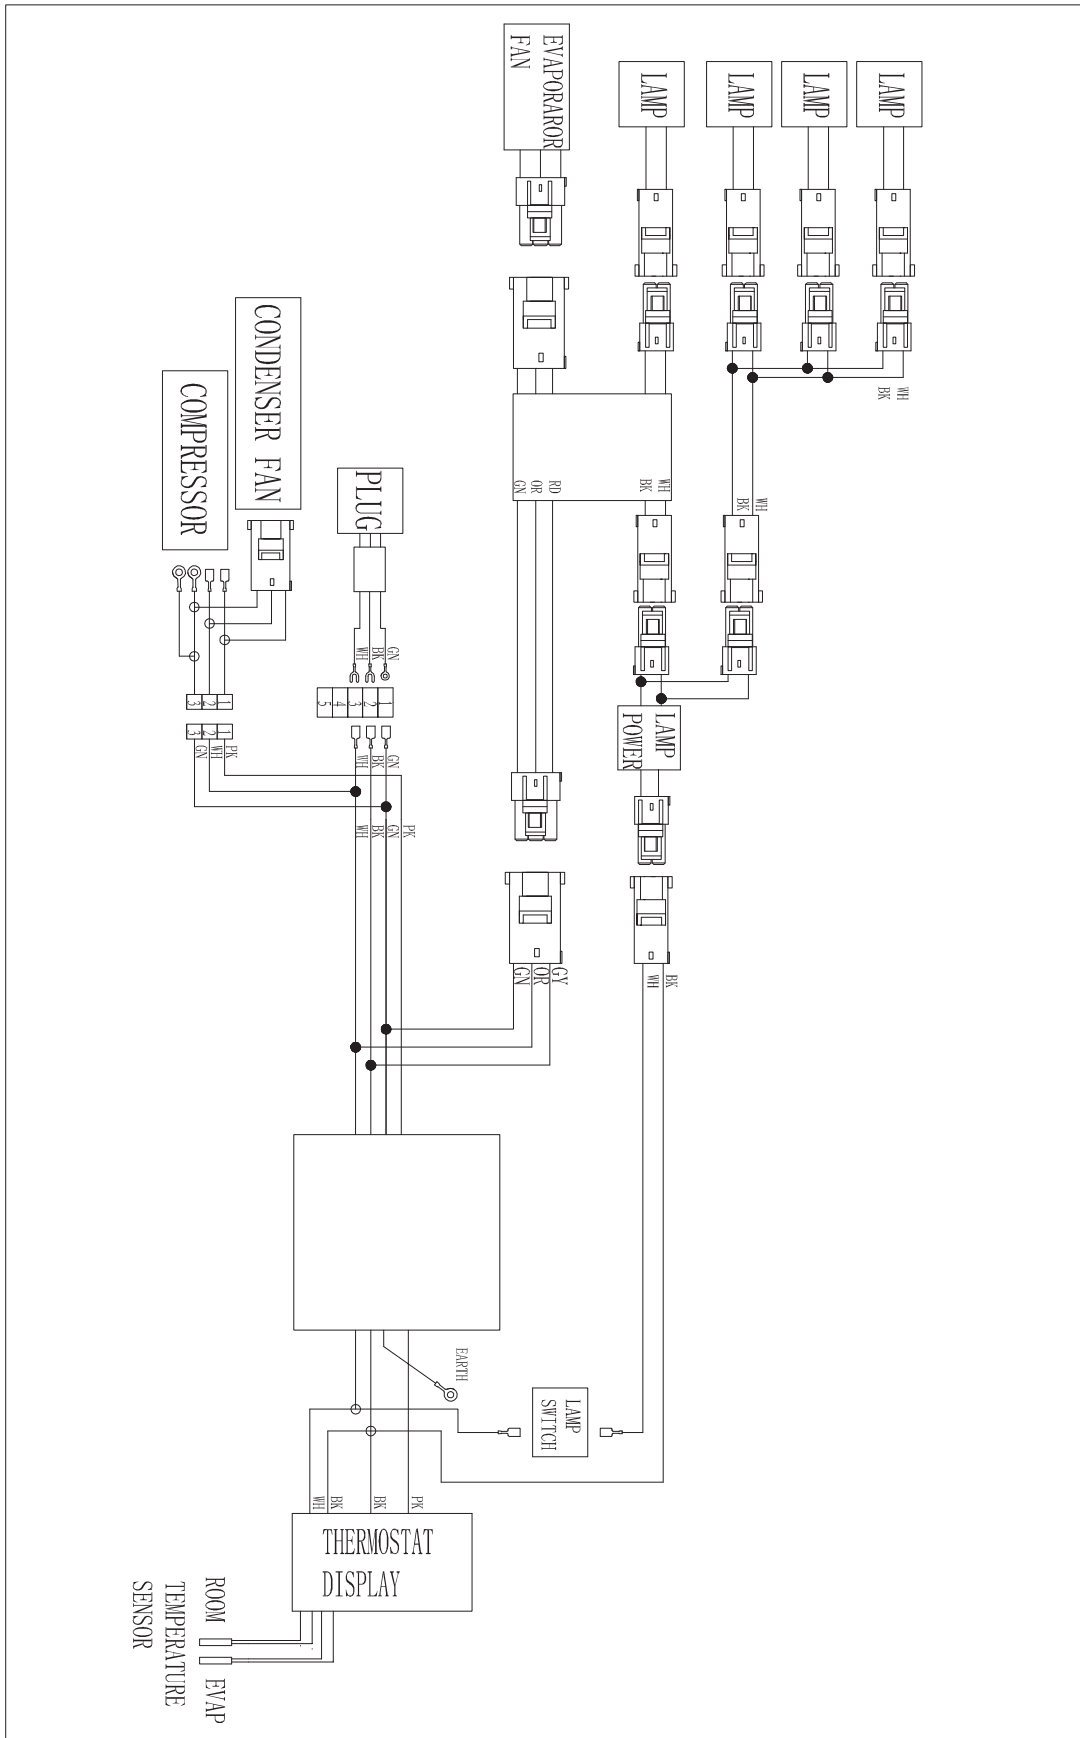 EVAPORAROR
FAN
LAMP
LAMP
LAMP
LAMP
WH
BK
CONDENSER FAN
COMPRESSOR
PLUG
RD
OR
GN
WH
BK
WH
BK
GN
BK
WH
1
2
3
1
2
3
4
5
1
2
3
PK
WH
GN
GN
BK
WH
LAMP
POWER
PK
GN
BK
WH
GY
OR
GN
BK
WH
EARTH
LAMP
SWITCH
WH
BK
BK
PK
THERMOSTAT
DISPLAY
ROOM
TEMPERATURE
SENSOR
EVAP